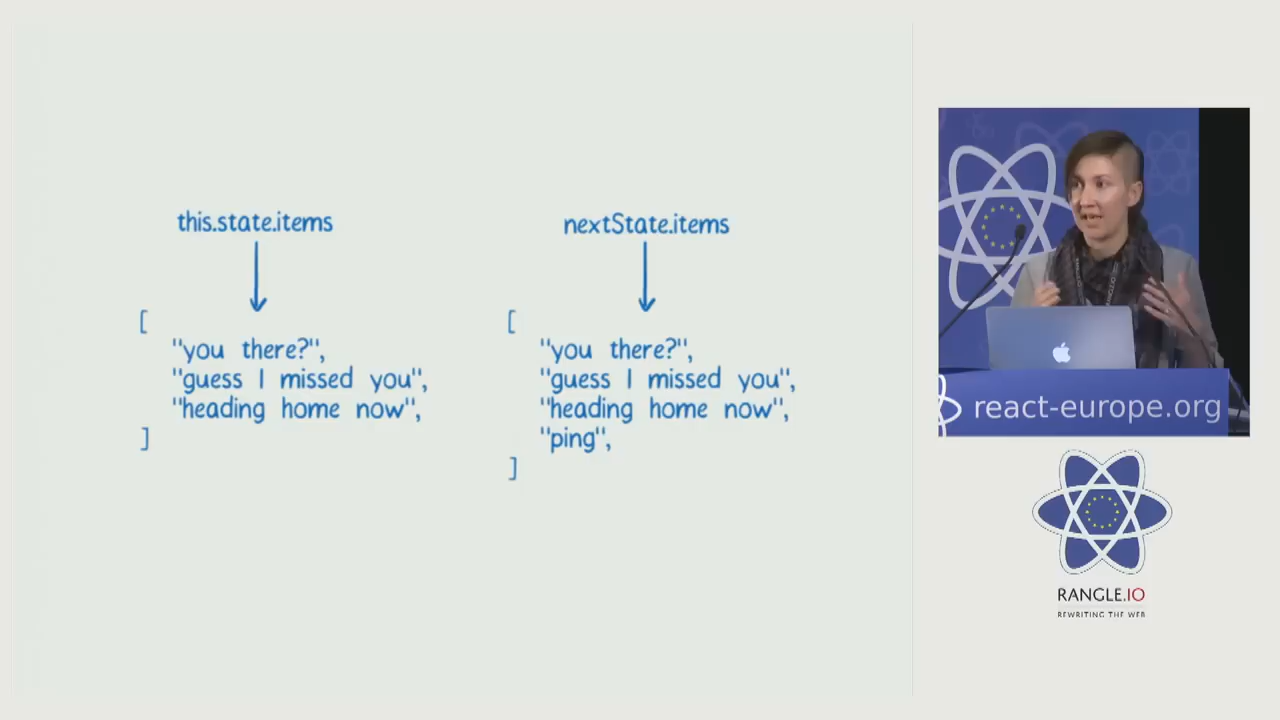 this.state.items
nextState.items
[
"you there?",
"guess I missed you",
"heading home now",
]
[
"you there?",
"guess I missed you",
"heading home now",
"ping",
]
react-europe.org
RANGLE.IO
REWRITING THE WEB